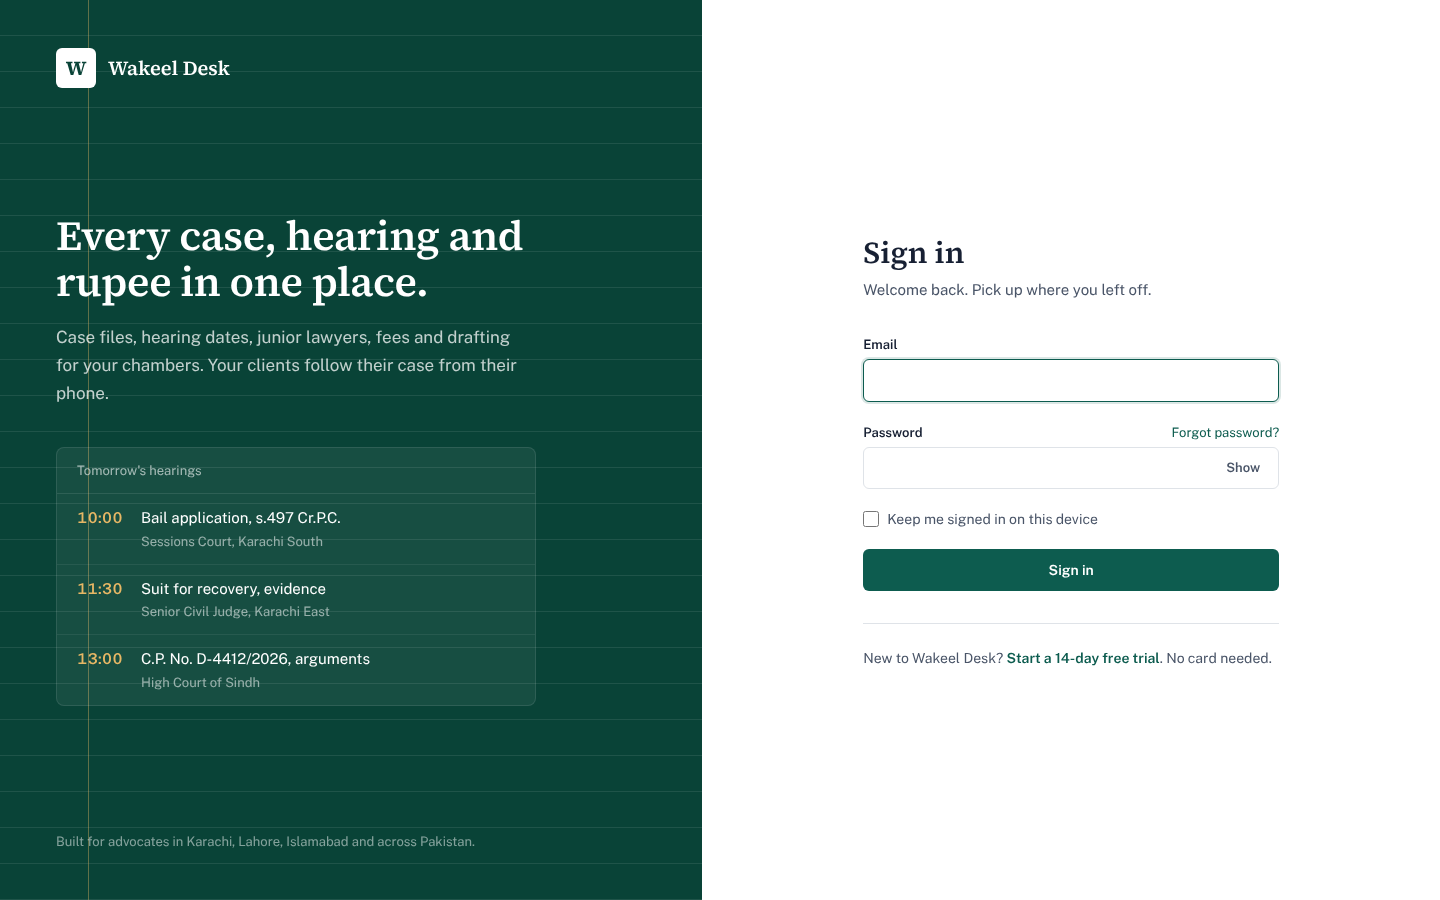 W
Wakeel Desk
Every case, hearing and
rupee in one place.
Case files, hearing dates, junior lawyers, fees and drafting
for your chambers. Your clients follow their case from their
phone.
Tomorrow's hearings
10:00 Bail application, s.497 Cr.P.C.
Sessions Court, Karachi South
11:30 Suit for recovery, evidence
Senior Civil Judge, Karachi East
13:00 C.P. No. D-4412/2026, arguments
High Court of Sindh
Built for advocates in Karachi, Lahore, Islamabad and across Pakistan.
Sign in
Welcome back. Pick up where you left off.
Email
Password Forgot password?
Show
Keep me signed in on this device
Sign in
New to Wakeel Desk? Start a 14-day free trial. No card needed.